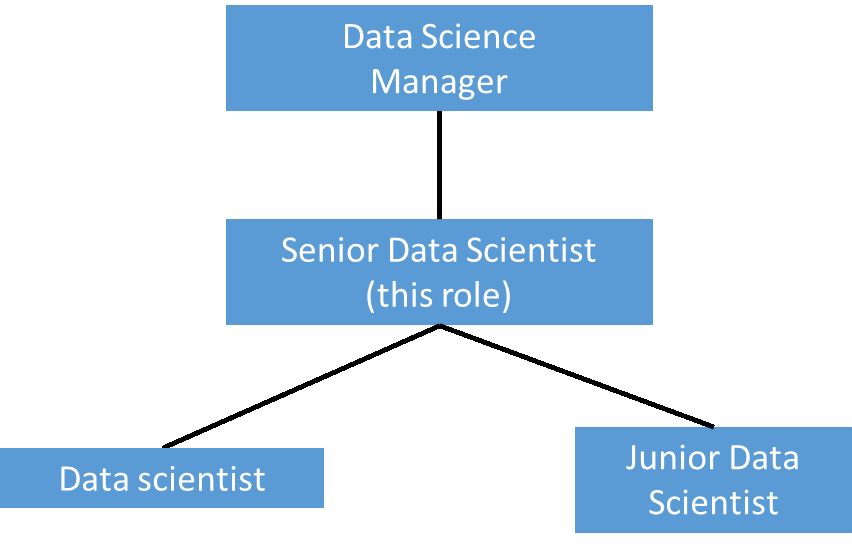 Data Science
Manager
Senior Data Scientist
(this role)
Data scientist
Junior Data
Scientist